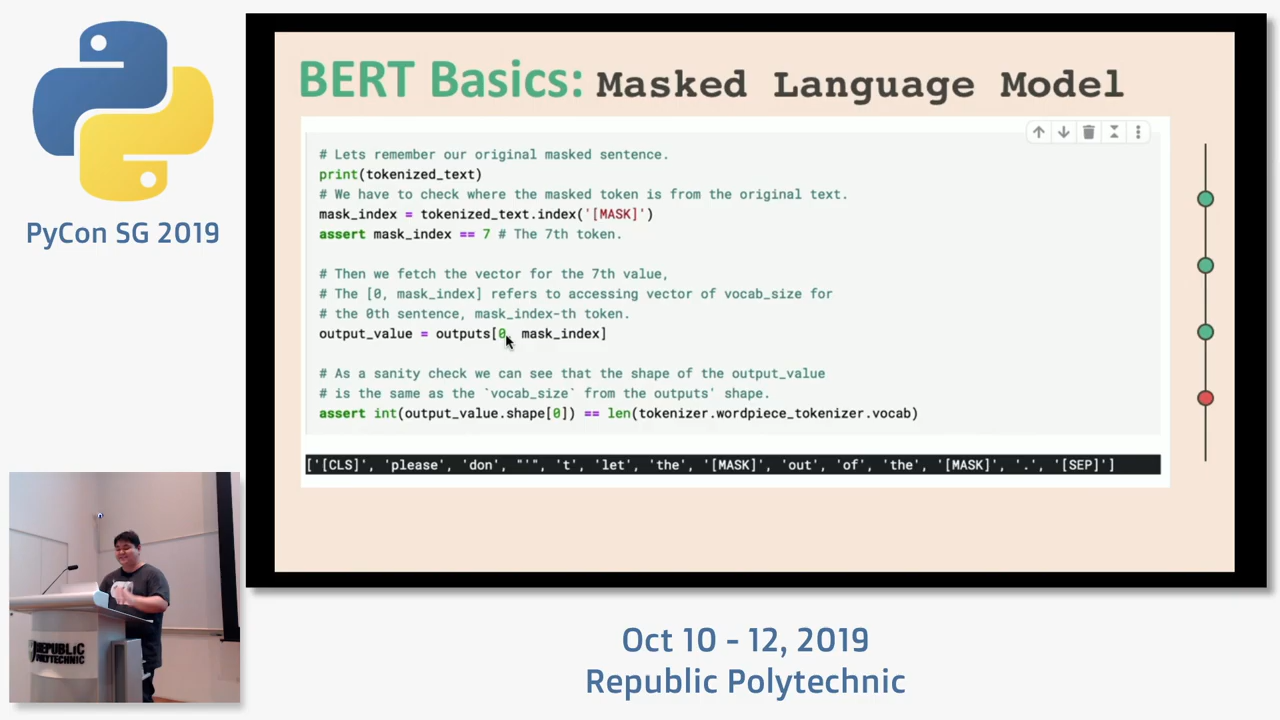 BERT Basics: Masked Language Model
# Lets remember our original masked sentence.
print(tokenized_text)
# We have to check where the masked token is from the original text.
mask_index = tokenized_text.index('[MASK]')
assert mask_index == 7 # The 7th token.
# Then we fetch the vector for the 7th value,
# The [0, mask_index] refers to accessing vector of vocab_size for
# the 0th sentence, mask_index-th token.
output_value = outputs[0, mask_index]
# As a sanity check we can see that the shape of the output_value
# is the same as the `vocab_size` from the outputs' shape.
assert int(output_value.shape[0]) == len(tokenizer.wordpiece_tokenizer.vocab)
['[CLS]', 'please', 'don', "'", 't', 'let', 'the', '[MASK]', 'out', 'of', 'the', '[MASK]', '.', '[SEP]']
PyCon SG 2019
REPUBLIC
POLYTECHNIC
Oct 10 - 12, 2019
Republic Polytechnic